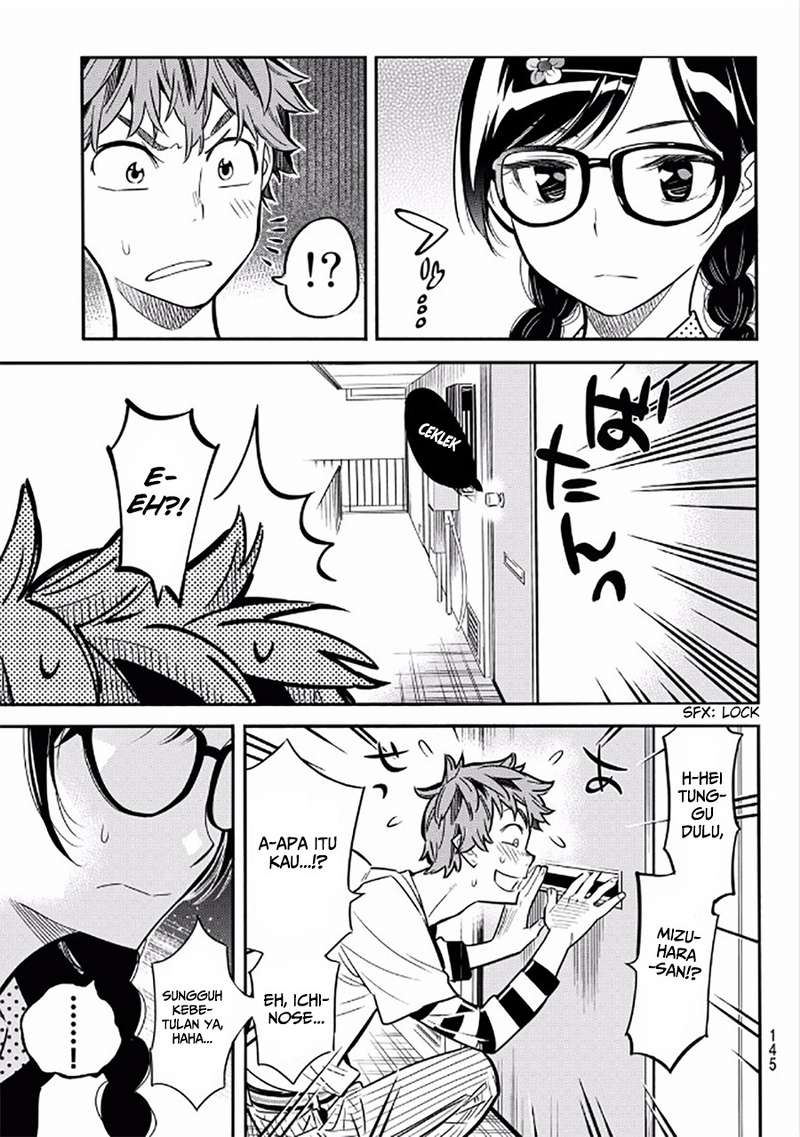 !?
ばたんっ
CEKLEK
E-
EH?!
SFX: LOCK
H-HEI
TUNG-
GU
DULU,
MIZU-
HARA
-SAN!?
A-APA ITU
KAU...!?
EH, ICHI-
NOSE...
SUNGGUH
KEBE-
TULAN YA,
HAHA...
......!
145